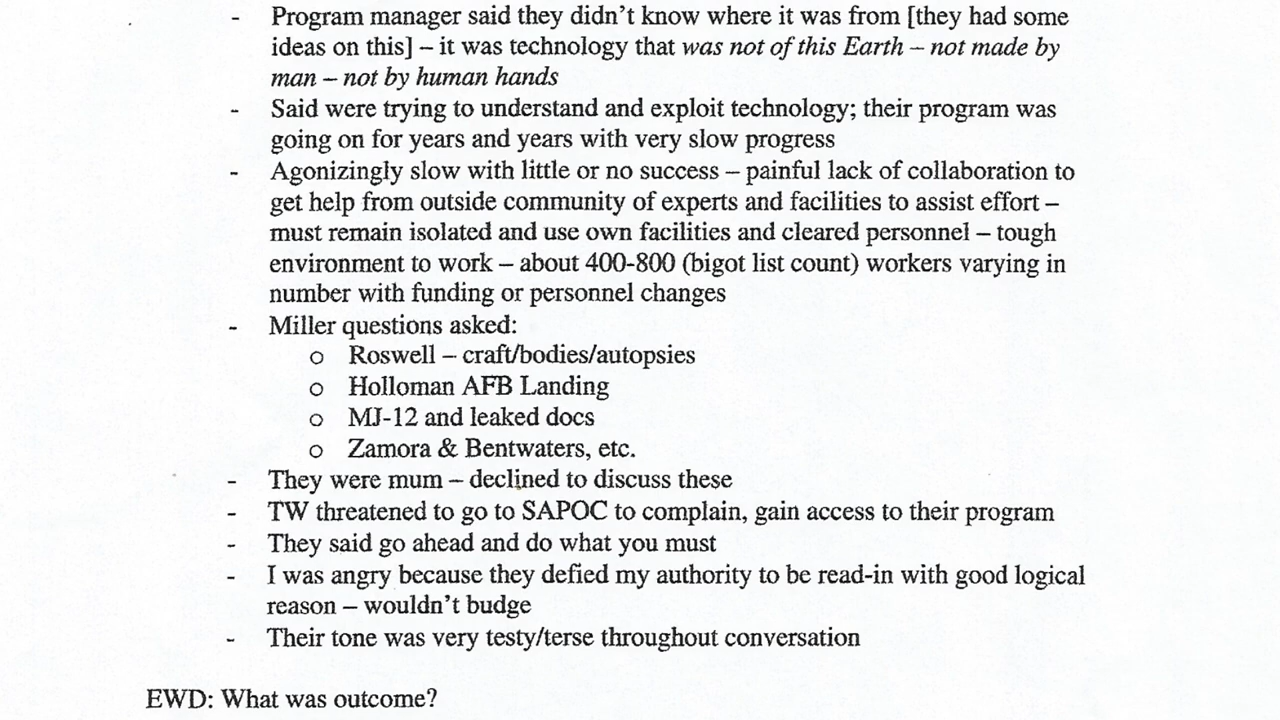 - Program manager said they didn’t know where it was from [they had some
ideas on this] – it was technology that was not of this Earth – not made by
man – not by human hands
- Said were trying to understand and exploit technology; their program was
going on for years and years with very slow progress
- Agonizingly slow with little or no success – painful lack of collaboration to
get help from outside community of experts and facilities to assist effort –
must remain isolated and use own facilities and cleared personnel – tough
environment to work – about 400-800 (bigot list count) workers varying in
number with funding or personnel changes
- Miller questions asked:
o Roswell – craft/bodies/autopsies
o Holloman AFB Landing
o MJ-12 and leaked docs
o Zamora & Bentwaters, etc.
- They were mum – declined to discuss these
- TW threatened to go to SAPOC to complain, gain access to their program
- They said go ahead and do what you must
- I was angry because they defied my authority to be read-in with good logical
reason – wouldn’t budge
- Their tone was very testy/terse throughout conversation
EWD: What was outcome?